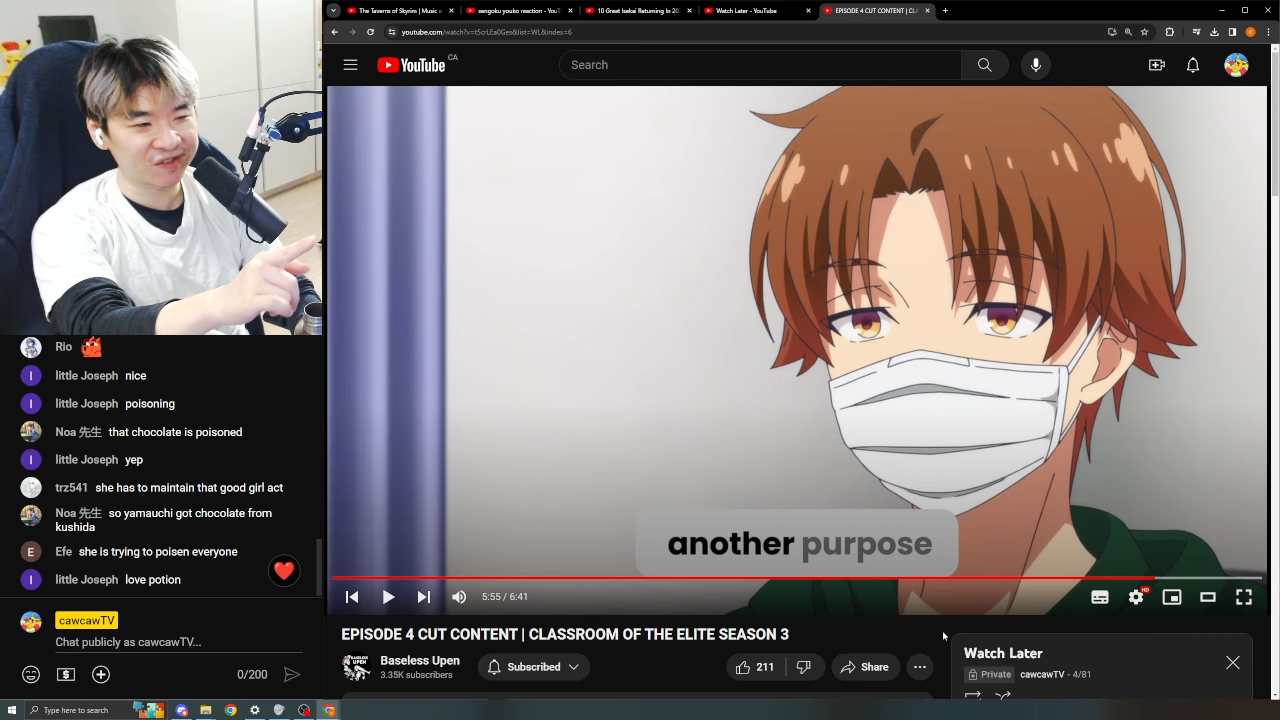 The Taverns of Skyrim | Music a
sengoku youko reaction - YouT
10 Great Isekai Returning In 202
Watch Later - YouTube
EPISODE 4 CUT CONTENT | CLA
youtube.com/watch?v=t5crLEa0Ges&list=WL&index=6
YouTube CA
Search
another purpose
5:55 / 6:41
HD
EPISODE 4 CUT CONTENT | CLASSROOM OF THE ELITE SEASON 3
Baseless Upen
3.35K subscribers
Subscribed
211
Share
Watch Later
Private cawcawTV - 4/81
Rio
little Joseph nice
little Joseph poisoning
Noa 先生 that chocolate is poisoned
little Joseph yep
trz541 she has to maintain that good girl act
Noa 先生 so yamauchi got chocolate from
kushida
Efe she is trying to poisen everyone
little Joseph love potion
cawcawTV
Chat publicly as cawcawTV...
0/200
Type here to search